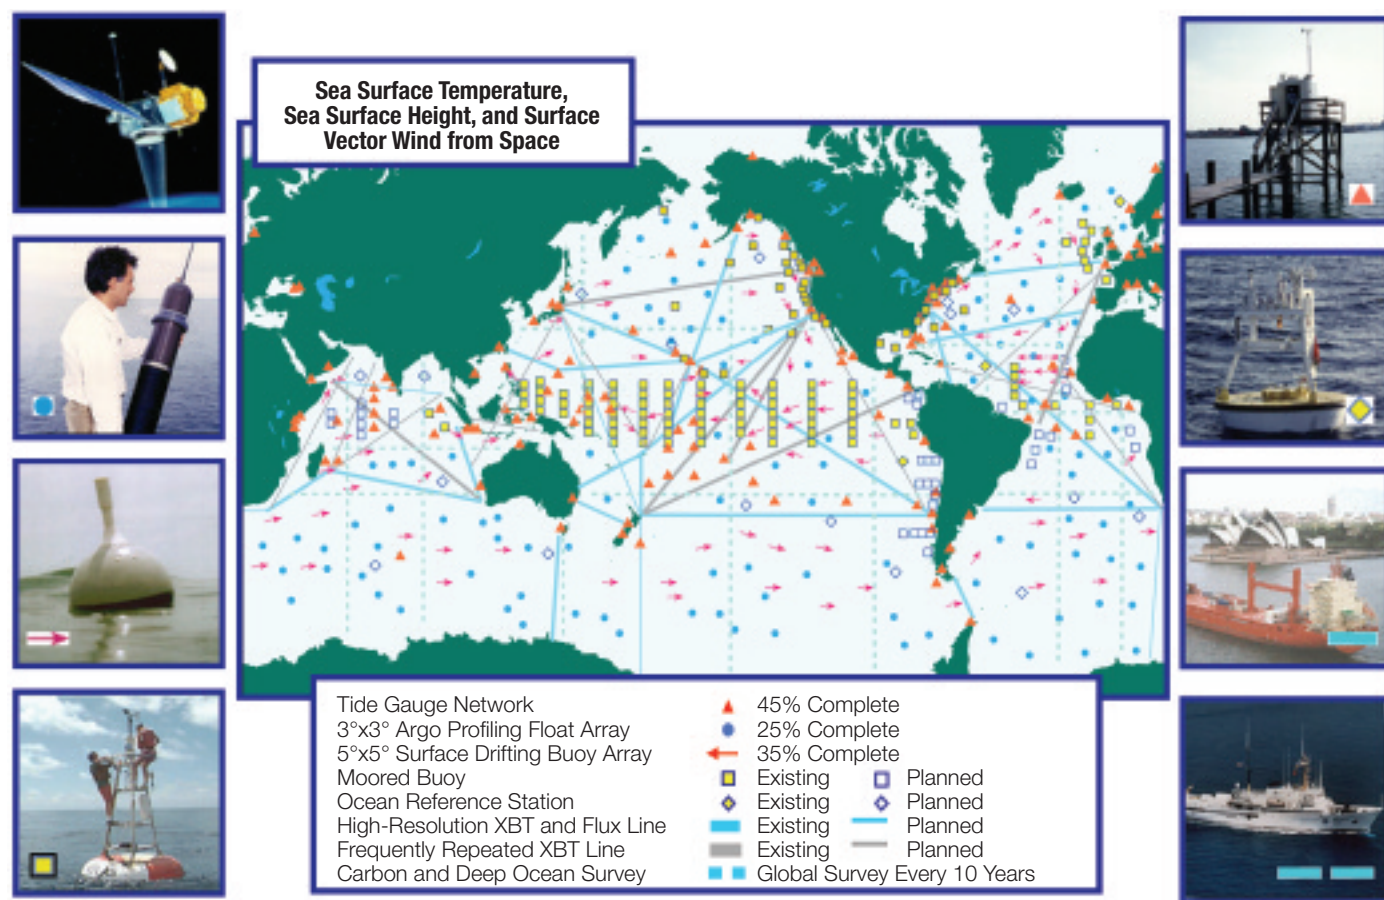 Sea Surface Temperature,
Sea Surface Height, and Surface
Vector Wind from Space
Tide Gauge Network 45% Complete
3°x3° Argo Profiling Float Array 25% Complete
5°x5° Surface Drifting Buoy Array 35% Complete
Moored Buoy Existing Planned
Ocean Reference Station Existing Planned
High-Resolution XBT and Flux Line Existing Planned
Frequently Repeated XBT Line Existing Planned
Carbon and Deep Ocean Survey Global Survey Every 10 Years